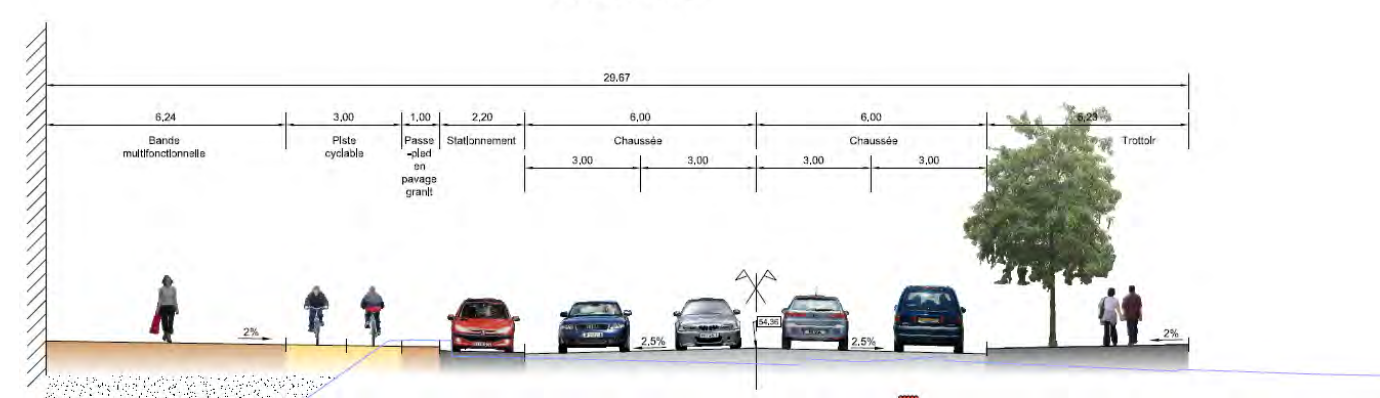 29.67
6,24
3,00
1,00
2,20
6,00
6,00
6,23
Bande
multifonctionnelle
Piste
cyclable
Passe
-pied
en
pavage
granit
Stationnement
Chaussée
Chaussée
Trottoir
3,00
3,00
3,00
3,00
54,36
2%
2.5%
2.5%
2%